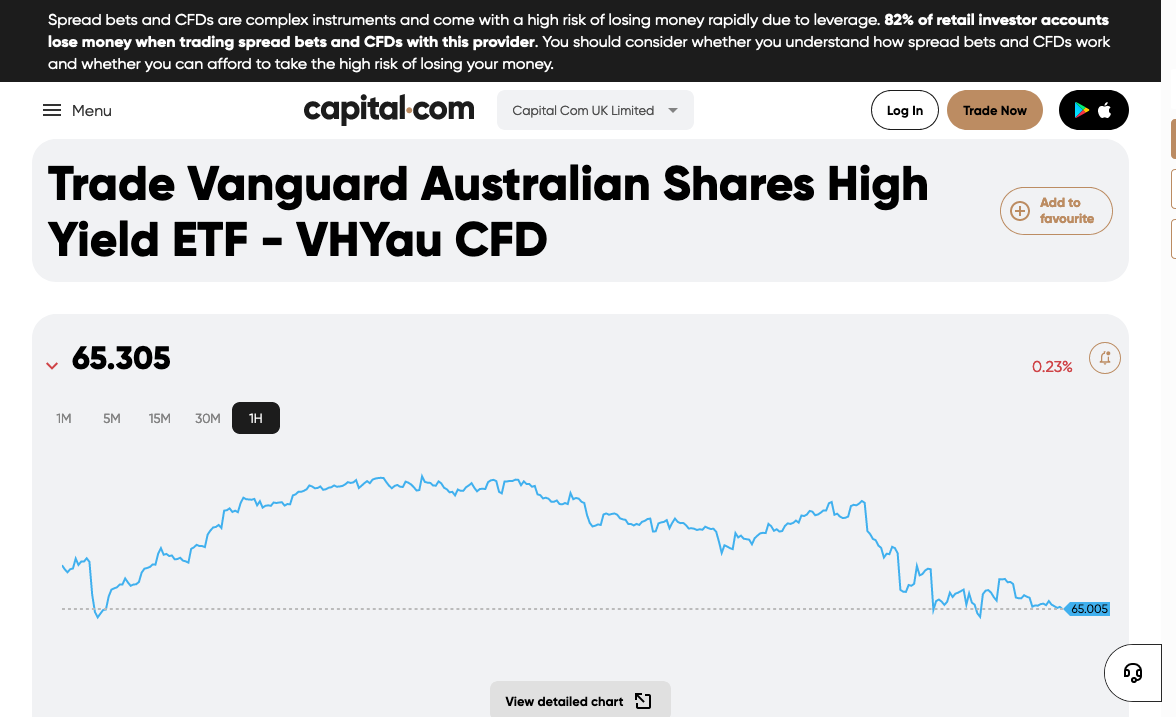 Spread bets and CFDs are complex instruments and come with a high risk of losing money rapidly due to leverage. 82% of retail investor accounts
lose money when trading spread bets and CFDs with this provider. You should consider whether you understand how spread bets and CFDs work
and whether you can afford to take the high risk of losing your money.
Menu
capital.com
Capital Com UK Limited
Log In
Trade Now
Trade Vanguard Australian Shares High
Yield ETF - VHYau CFD
Add to
favourite
65.305
0.23%
1M
5M
15M
30M
1H
65.005
View detailed chart